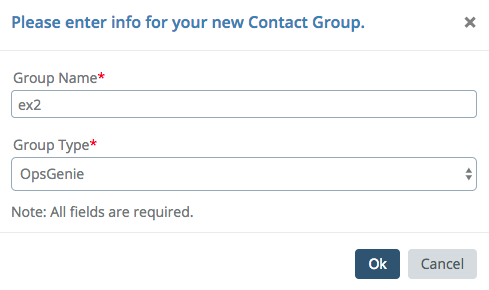 Please enter info for your new Contact Group.
×
Group Name*
ex2
Group Type*
OpsGenie
Note: All fields are required.
Ok
Cancel